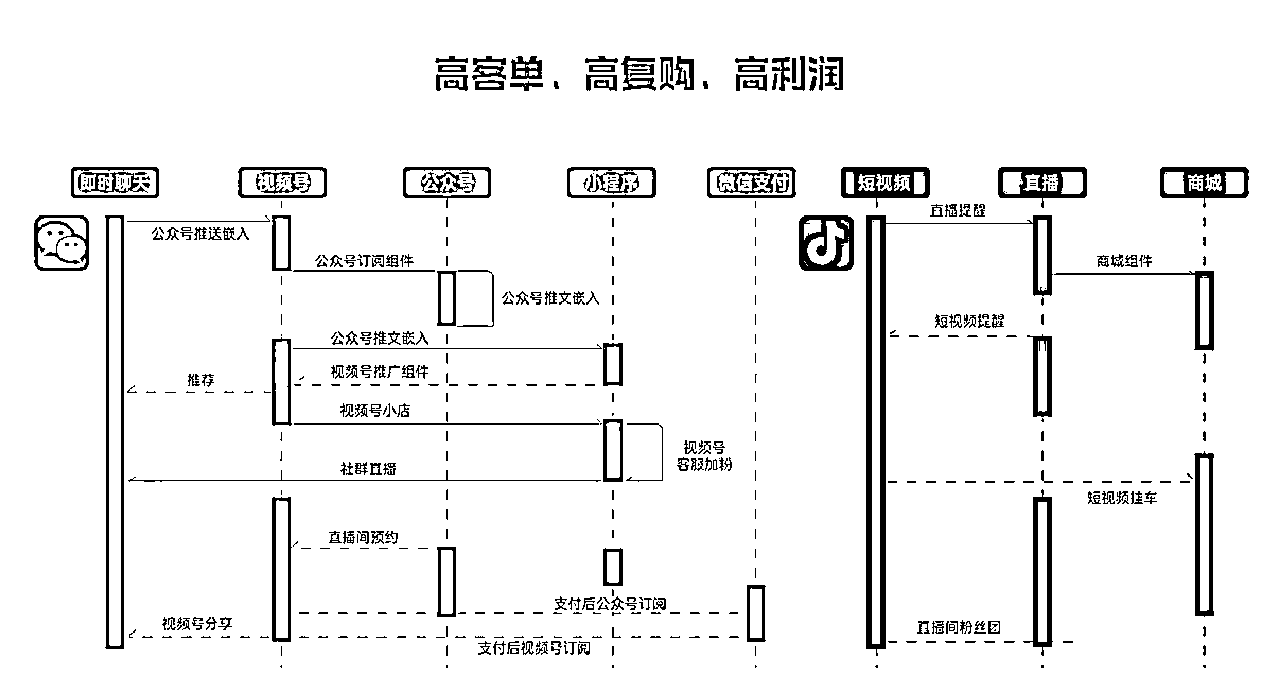 高客单、高复购、高利润
即时聊天
视频号
公众号
小程序
微信支付
短视频
直播
商城
公众号推送嵌入
直播提醒
公众号订阅组件
商城组件
公众号推文嵌入
短视频提醒
公众号推文嵌入
视频号推广组件
推荐
视频号小店
视频号
客服加粉
社群直播
短视频挂车
直播间预约
支付后公众号订阅
视频号分享
直播间粉丝团
支付后视频号订阅